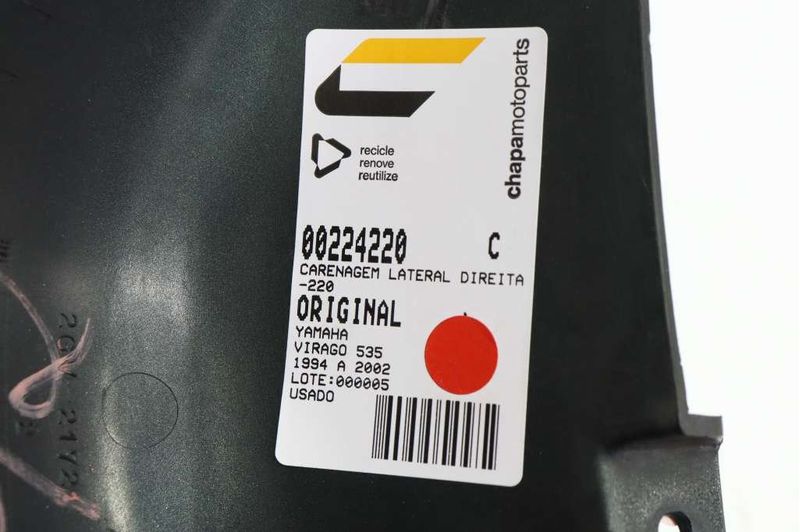 chapamotoparts
recicle
renove
reutilize
00224220 C
CARENAGEM LATERAL DIREITA
-220
ORIGINAL
YAMAHA
VIRAGO 535
1994 A 2002
LOTE:000005
USADO